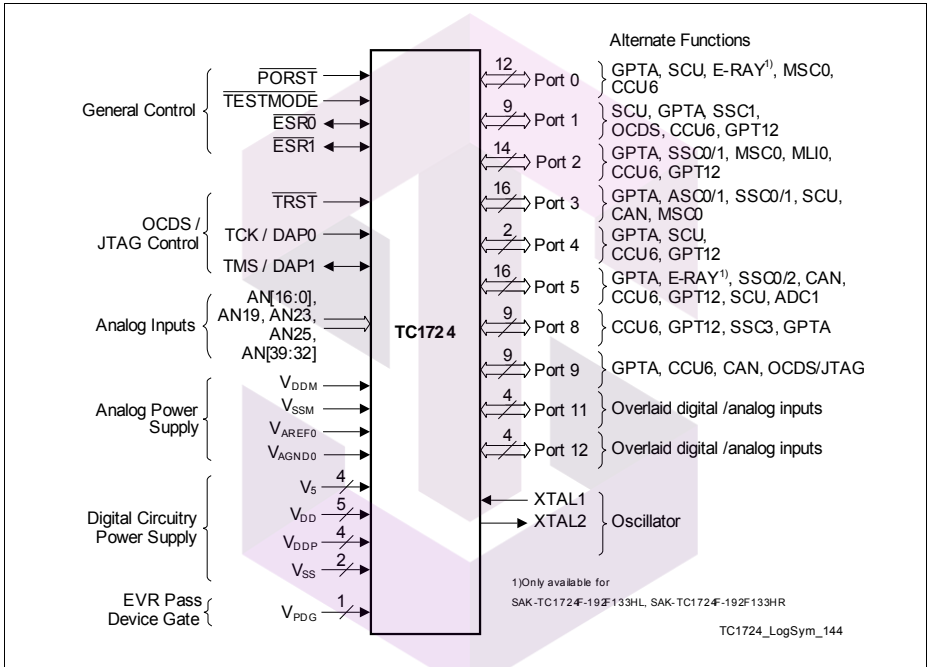 Alternate Functions
General Control
PORST
TESTMODE
ESR0
ESR1
OCDS /
JTAG Control
TRST
TCK / DAP0
TMS / DAP1
Analog Inputs
AN[16:0],
AN19, AN23,
AN25,
AN[39:32]
Analog Power
Supply
VDDM
VSSM
VAREF0
VAGND0
Digital Circuitry
Power Supply
V5 4
VDD 5
VDDP 4
VSS 2
EVR Pass
Device Gate
VPDG 1
TC1724
12 Port 0 GPTA, SCU, E-RAY1), MSC0,
CCU6
9 Port 1 SCU, GPTA, SSC1,
OCDS, CCU6, GPT12
14 Port 2 GPTA, SSC0/1, MSC0, MLI0,
CCU6, GPT12
16 Port 3 GPTA, ASC0/1, SSC0/1, SCU,
CAN, MSC0
2 Port 4 GPTA, SCU,
CCU6, GPT12
16 Port 5 GPTA, E-RAY1), SSC0/2, CAN,
CCU6, GPT12, SCU, ADC1
9 Port 8 CCU6, GPT12, SSC3, GPTA
9 Port 9 GPTA, CCU6, CAN, OCDS/JTAG
4 Port 11 Overlaid digital /analog inputs
4 Port 12 Overlaid digital /analog inputs
XTAL1
XTAL2
Oscillator
1)Only available for
SAK-TC1724F-192F133HL, SAK-TC1724F-192F133HR
TC1724_LogSym_144